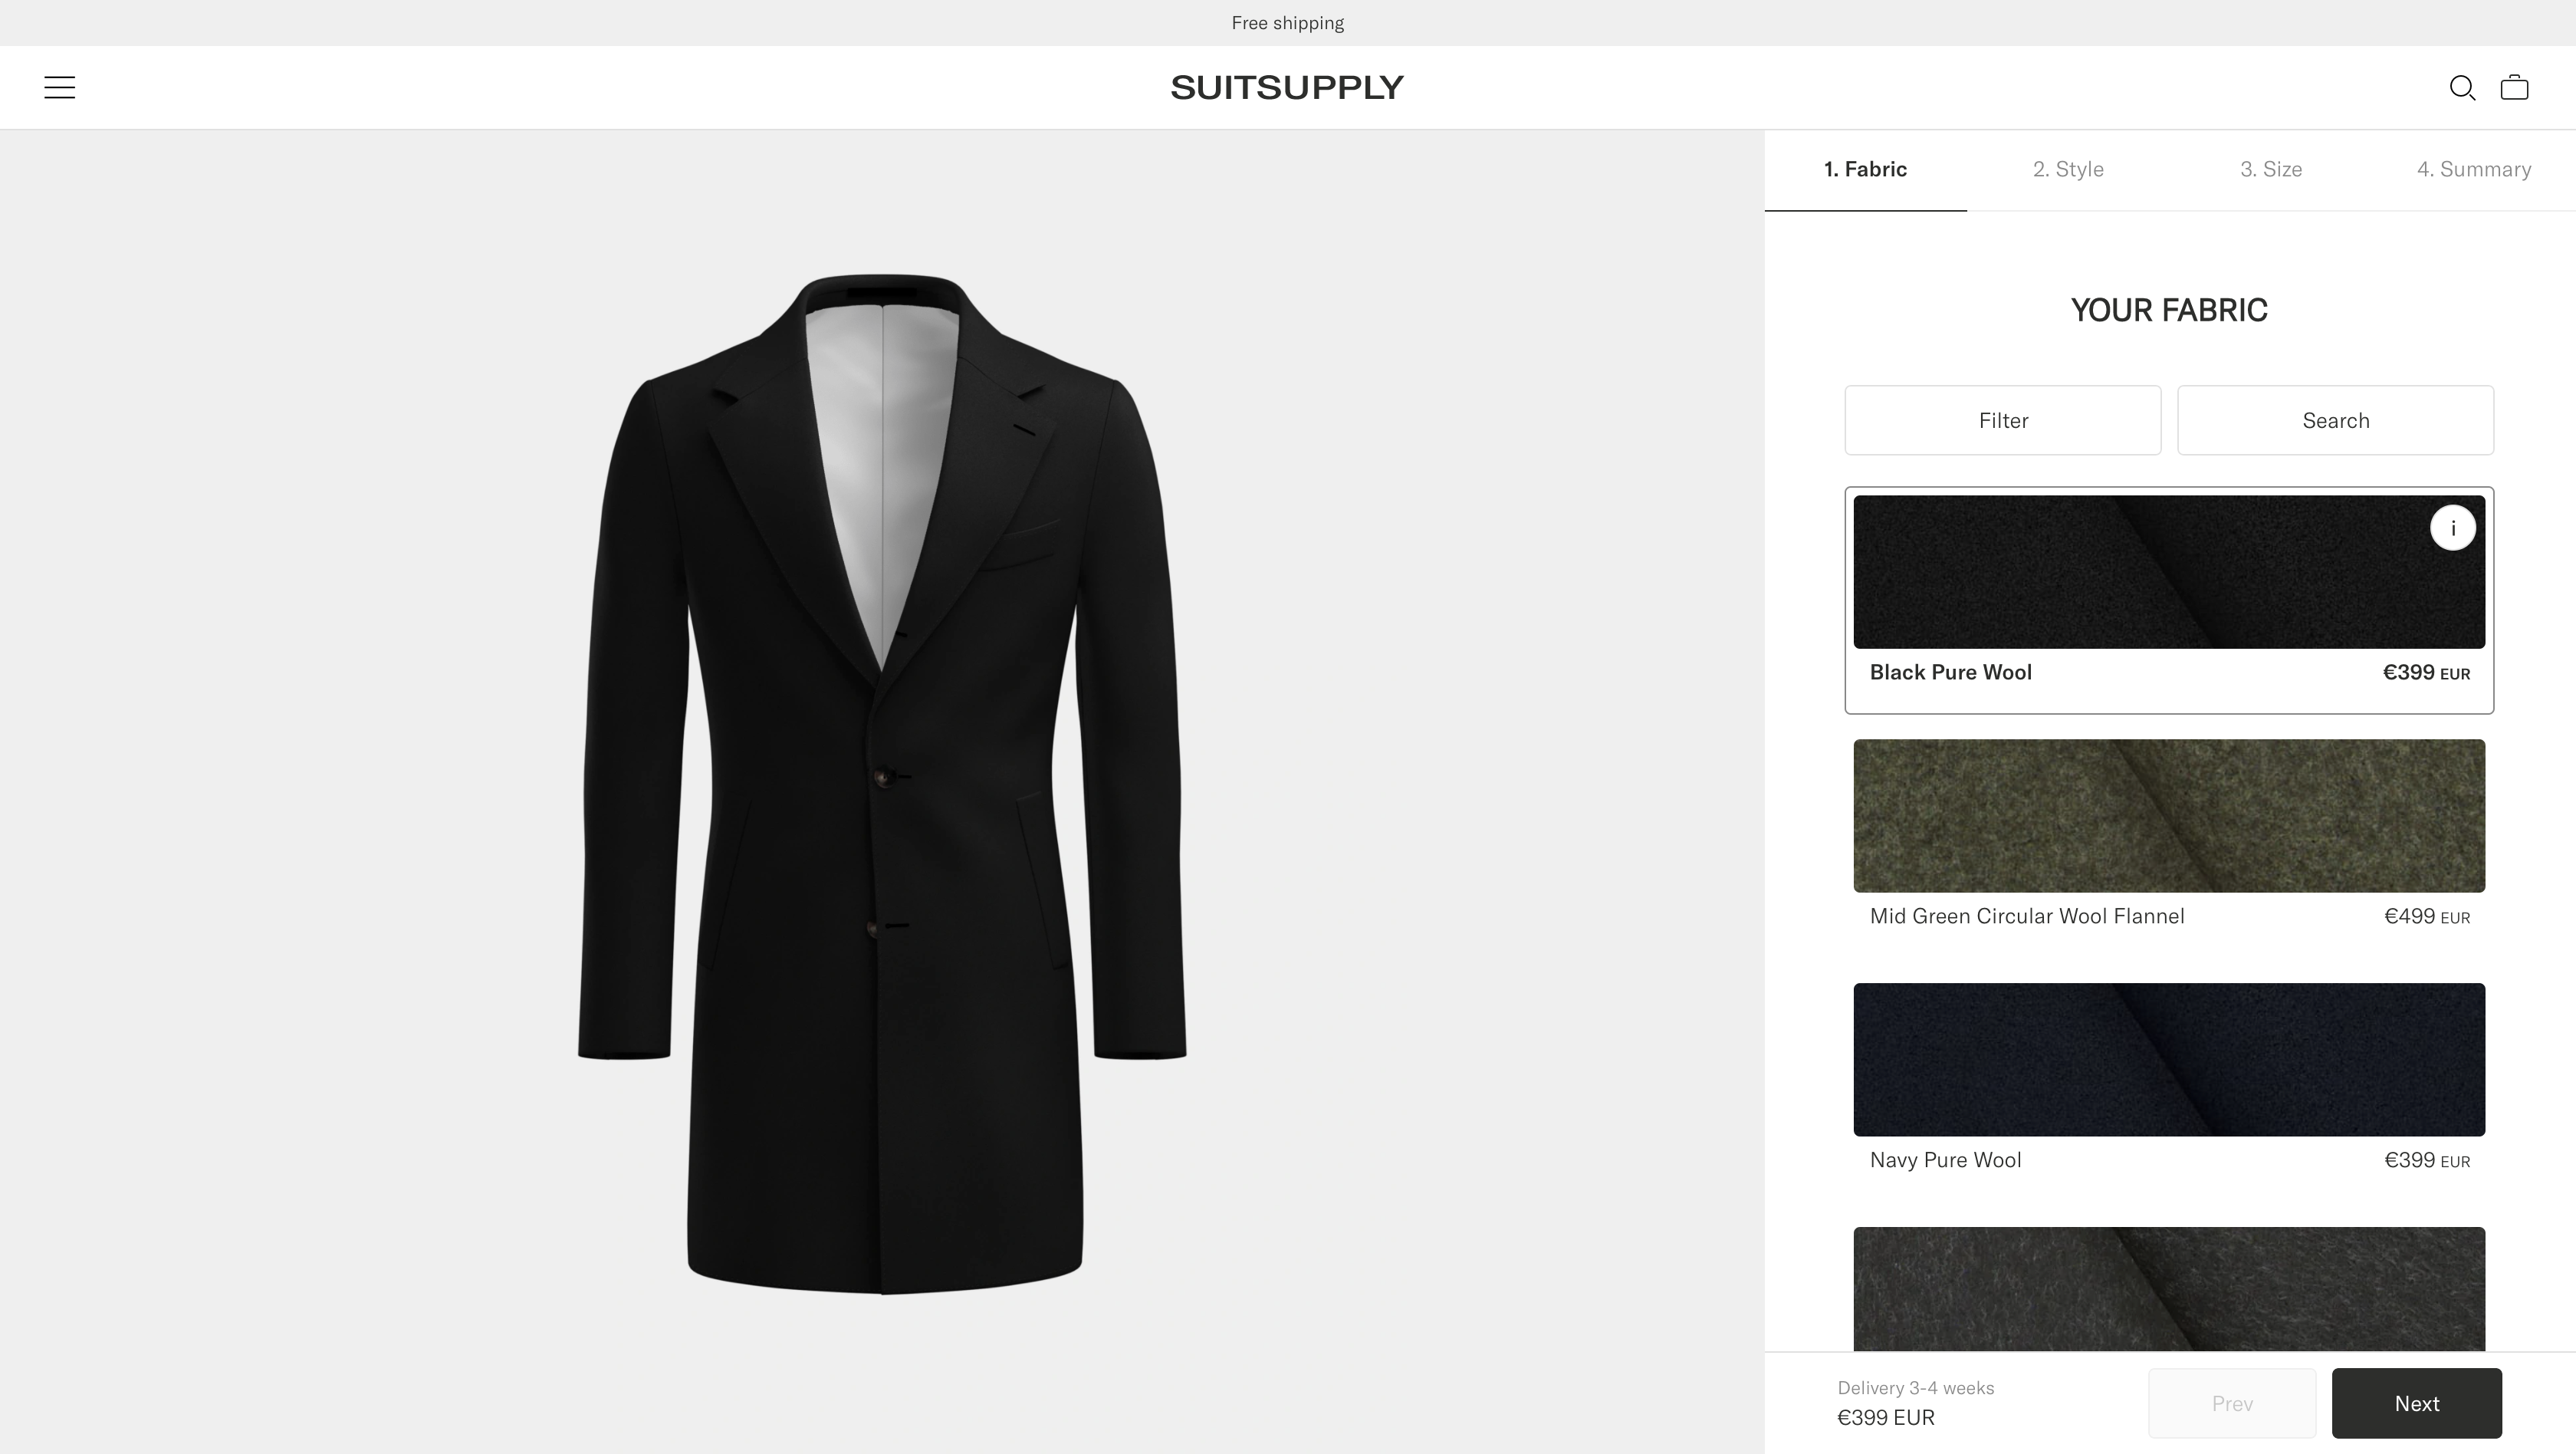 Free shipping
SUITSUPPLY
1. Fabric
2. Style
3. Size
4. Summary
YOUR FABRIC
Filter
Search
i
Black Pure Wool
€399 EUR
Mid Green Circular Wool Flannel
€499 EUR
Navy Pure Wool
€399 EUR
Delivery 3-4 weeks
€399 EUR
Prev
Next